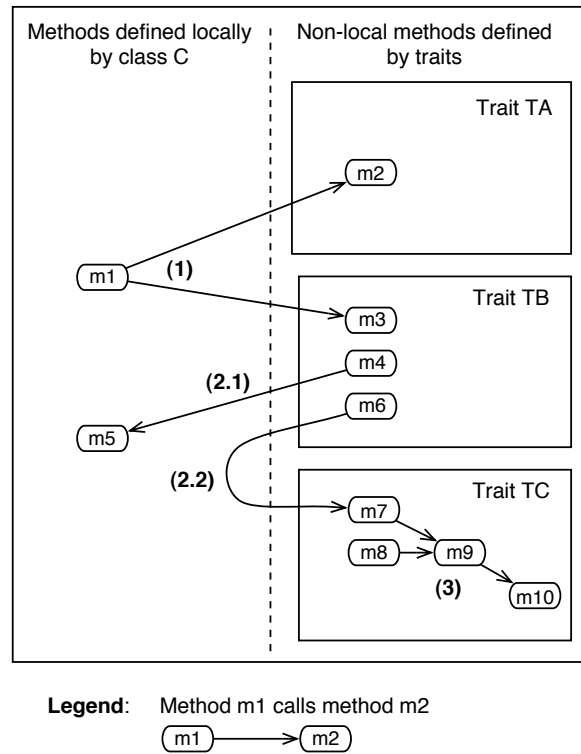 Methods defined locally
by class C
Non-local methods defined
by traits
Trait TA
m2
m1
(1)
Trait TB
m3
m4
(2.1)
m6
m5
(2.2)
Trait TC
m7
m8
m9
(3)
m10
Legend: Method m1 calls method m2
m1
m2